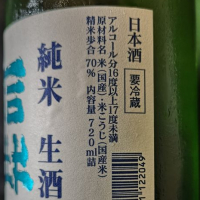 日本酒
要冷蔵
アルコール分16度以上17度未満
原材料名 米(国産)・米こうじ(国産米)
精米歩合 70% 内容量720ml詰
純米 生酒
122049